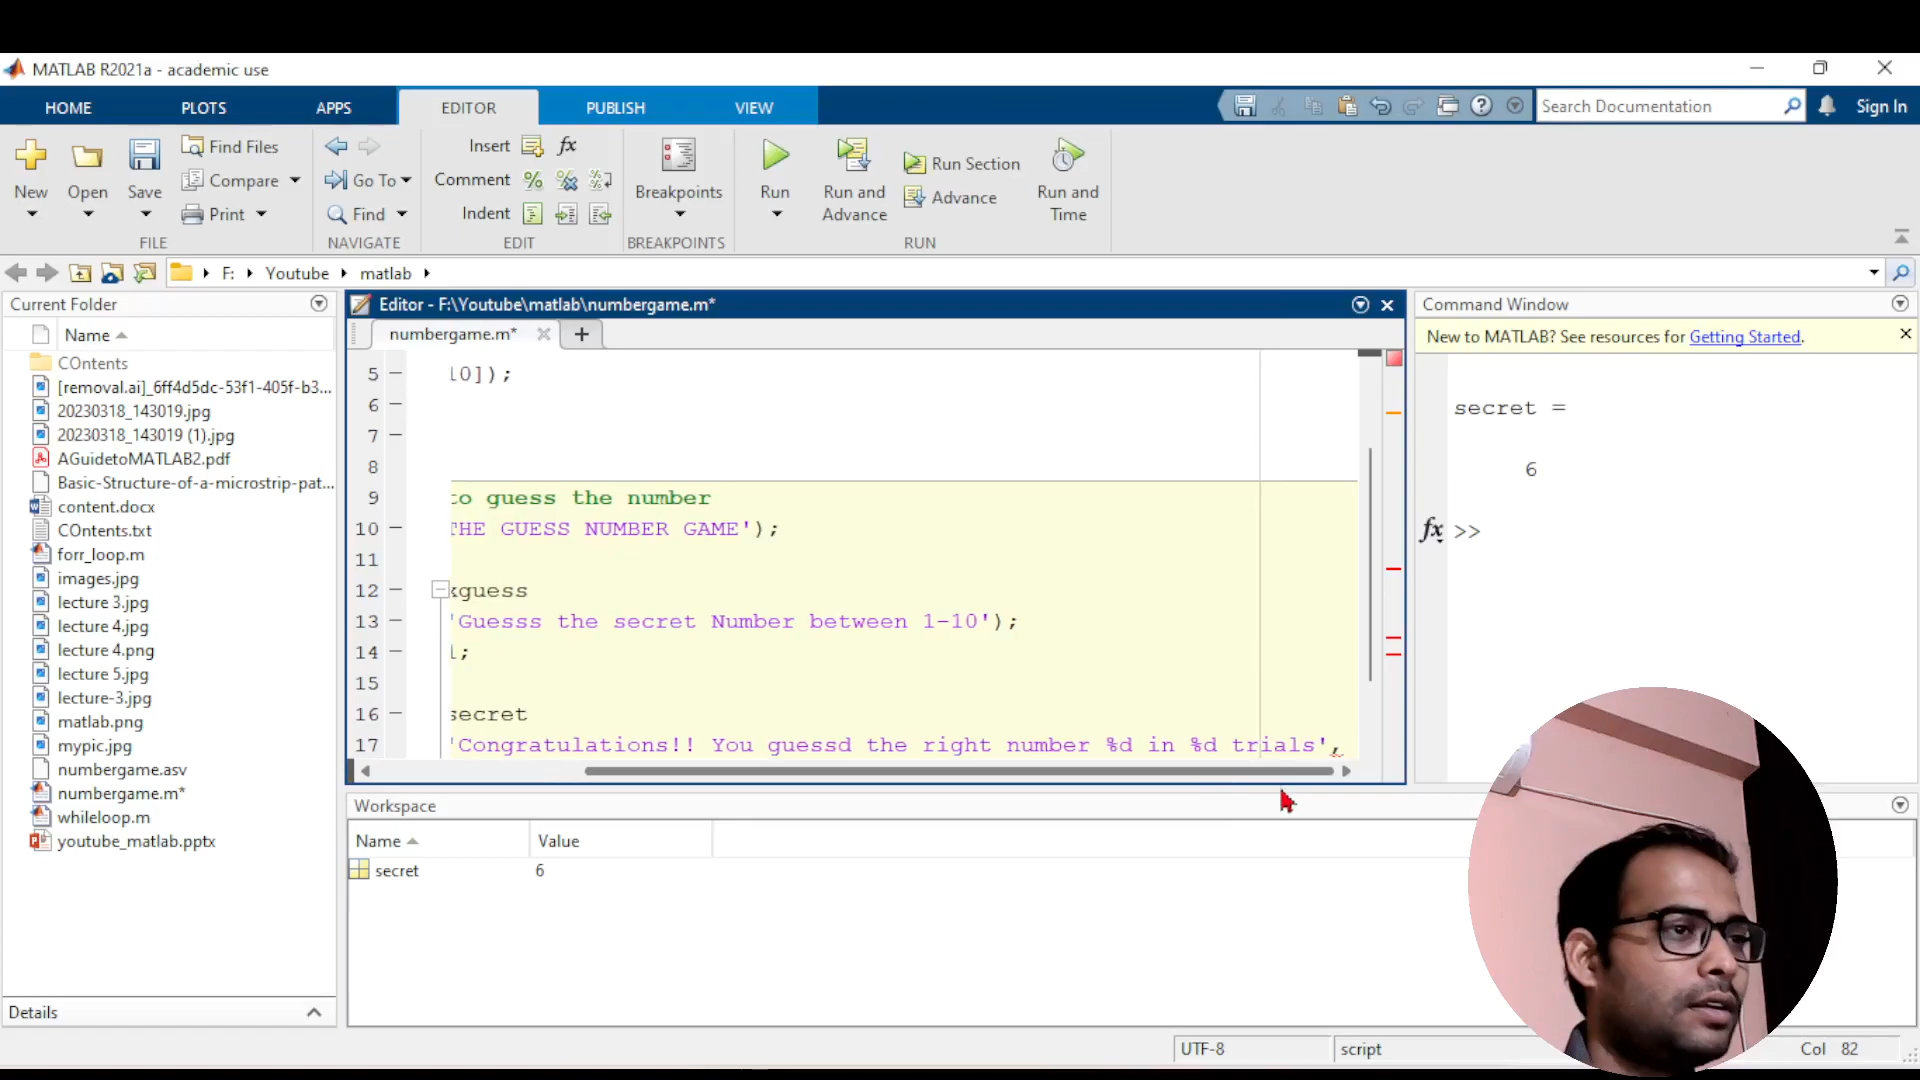 MATLAB R2021a - academic use
HOME PLOTS APPS EDITOR PUBLISH VIEW
Search Documentation
Sign In
New
Open
Save
Find Files
Compare
Print
FILE
Go To
Find
NAVIGATE
Insert fx
Comment
Indent
EDIT
Breakpoints
BREAKPOINTS
Run
Run and Advance
Run Section
Advance
Run and Time
RUN
F: Youtube matlab
Current Folder
Name
COntents
[removal.ai]_6ff4d5dc-53f1-405f-b3...
20230318_143019.jpg
20230318_143019 (1).jpg
AGuidetoMATLAB2.pdf
Basic-Structure-of-a-microstrip-pat...
content.docx
COntents.txt
forr_loop.m
images.jpg
lecture 3.jpg
lecture 4.jpg
lecture 4.png
lecture 5.jpg
lecture-3.jpg
matlab.png
mypic.jpg
numbergame.asv
numbergame.m*
whileloop.m
youtube_matlab.pptx
Details
Editor - F:\Youtube\matlab\numbergame.m*
numbergame.m*
5 10]);
6
7
8
9 to guess the number
10 THE GUESS NUMBER GAME');
11
12 xguess
13 'Guesss the secret Number between 1-10');
14 1;
15
16 secret
17 'Congratulations!! You guessd the right number %d in %d trials',
Command Window
New to MATLAB? See resources for Getting Started.
secret =
6
fx >>
Workspace
Name Value
secret 6
UTF-8
script
Col 82